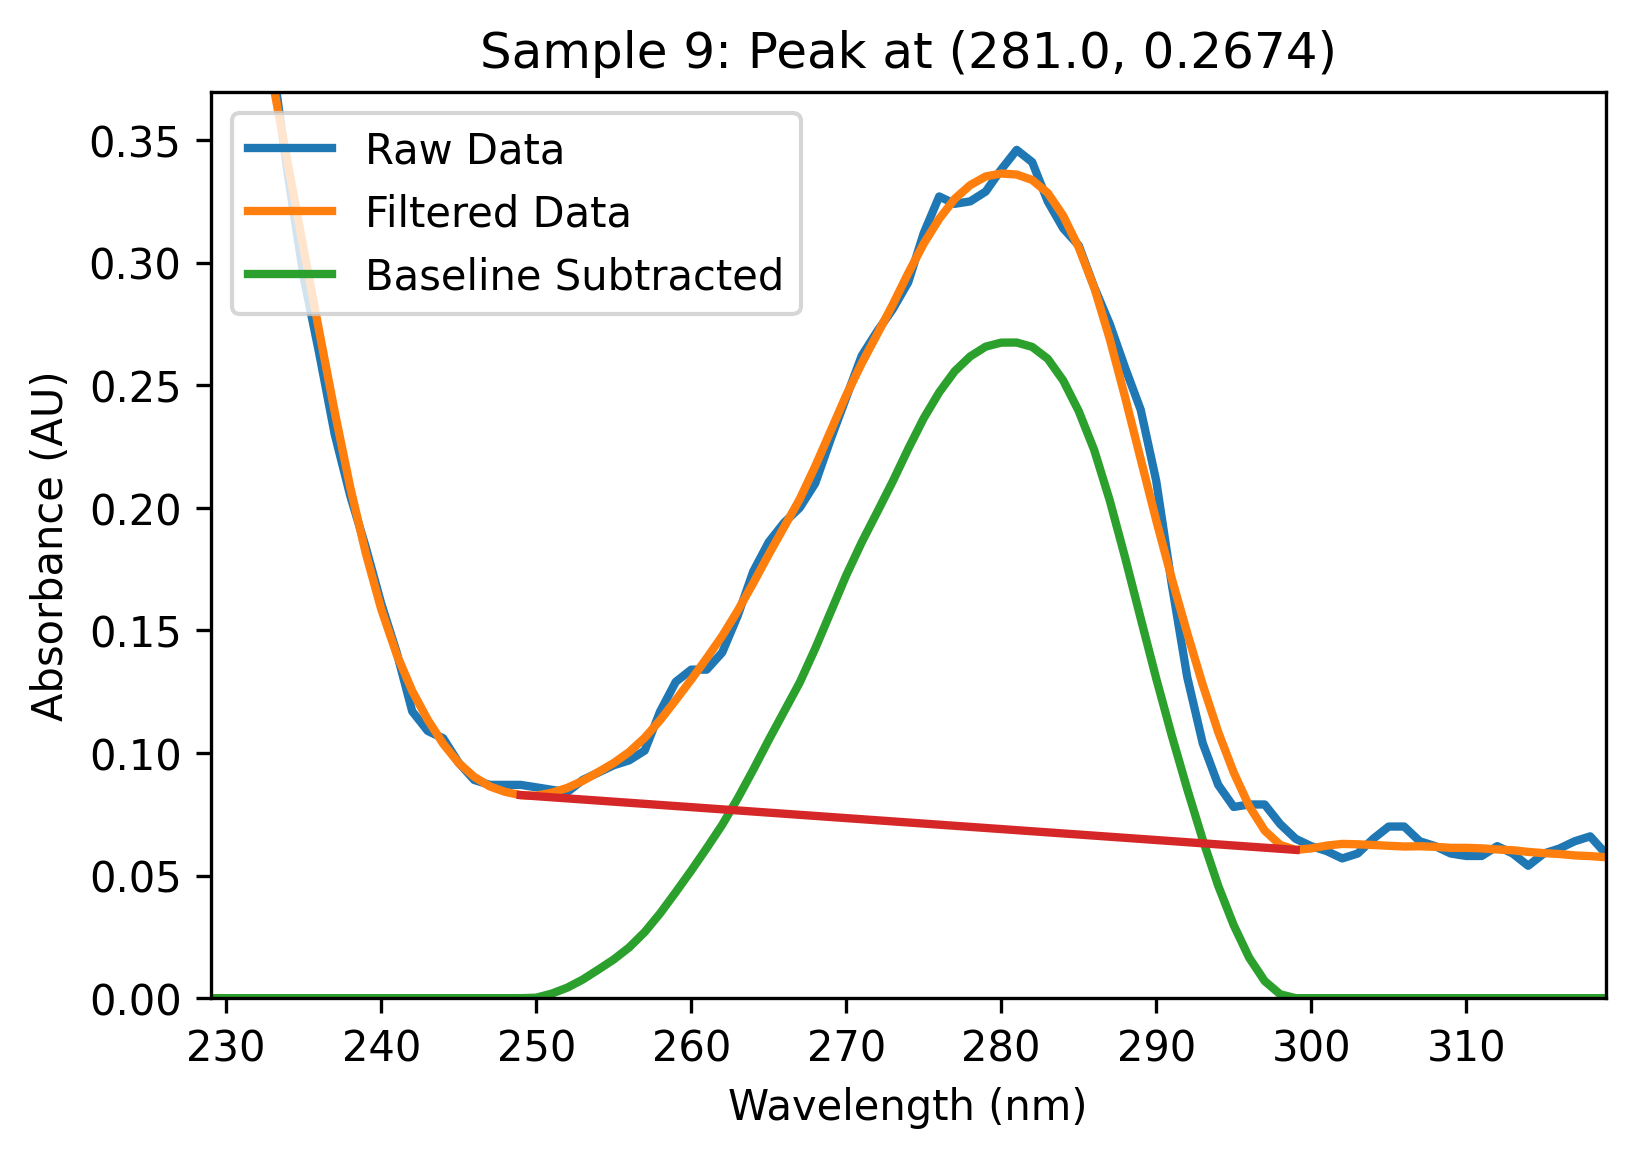 Sample 9: Peak at (281.0, 0.2674)
Raw Data
Filtered Data
Baseline Subtracted
Absorbance (AU)
0.35
0.30
0.25
0.20
0.15
0.10
0.05
0.00
230 240 250 260 270 280 290 300 310
Wavelength (nm)